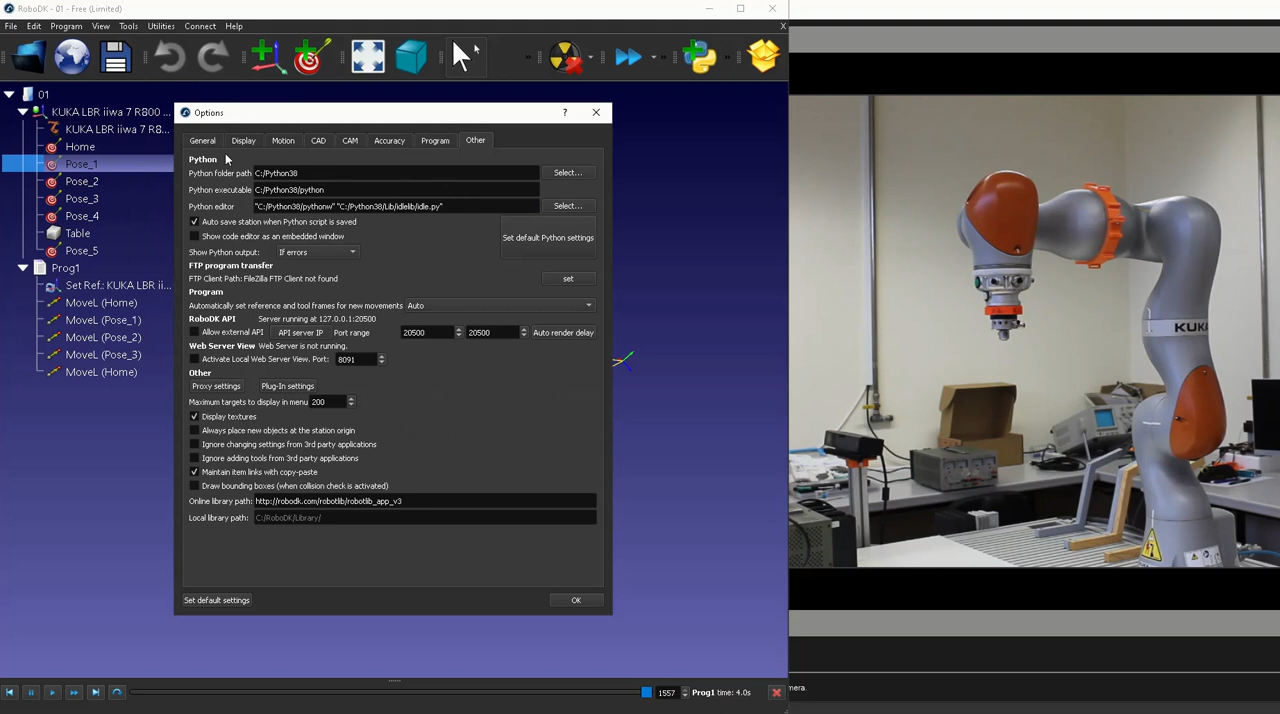 RoboDK - 01 - Free (Limited)
File Edit Program View Tools Utilities Connect Help
01
KUKA LBR iiwa 7 R800
KUKA LBR iiwa 7 R8...
Home
Pose_1
Pose_2
Pose_3
Pose_4
Table
Pose_5
Prog1
Set Ref.: KUKA LBR ii...
MoveL (Home)
MoveL (Pose_1)
MoveL (Pose_2)
MoveL (Pose_3)
MoveL (Home)
Options
General Display Motion CAD CAM Accuracy Program Other
Python
Python folder path C:/Python38 Select...
Python executable C:/Python38/python
Python editor "C:/Python38/pythonw" "C:/Python38/Lib/idlelib/idle.py" Select...
Auto save station when Python script is saved
Show code editor as an embedded window
Set default Python settings
Show Python output: If errors
FTP program transfer
FTP Client Path: FileZilla FTP Client not found set
Program
Automatically set reference and tool frames for new movements Auto
RoboDK API Server running at 127.0.0.1:20500
Allow external API API server IP Port range 20500 20500 Auto render delay
Web Server View Web Server is not running.
Activate Local Web Server View. Port: 8091
Other
Proxy settings Plug-In settings
Maximum targets to display in menu 200
Display textures
Always place new objects at the station origin
Ignore changing settings from 3rd party applications
Ignore adding tools from 3rd party applications
Maintain item links with copy-paste
Draw bounding boxes (when collision check is activated)
Online library path: http://robodk.com/robotlib/robotlib_app_v3
Local library path: C:/RoboDK/Library/
Set default settings OK
1557 Prog1 time: 4.0s
KUKA
mera.